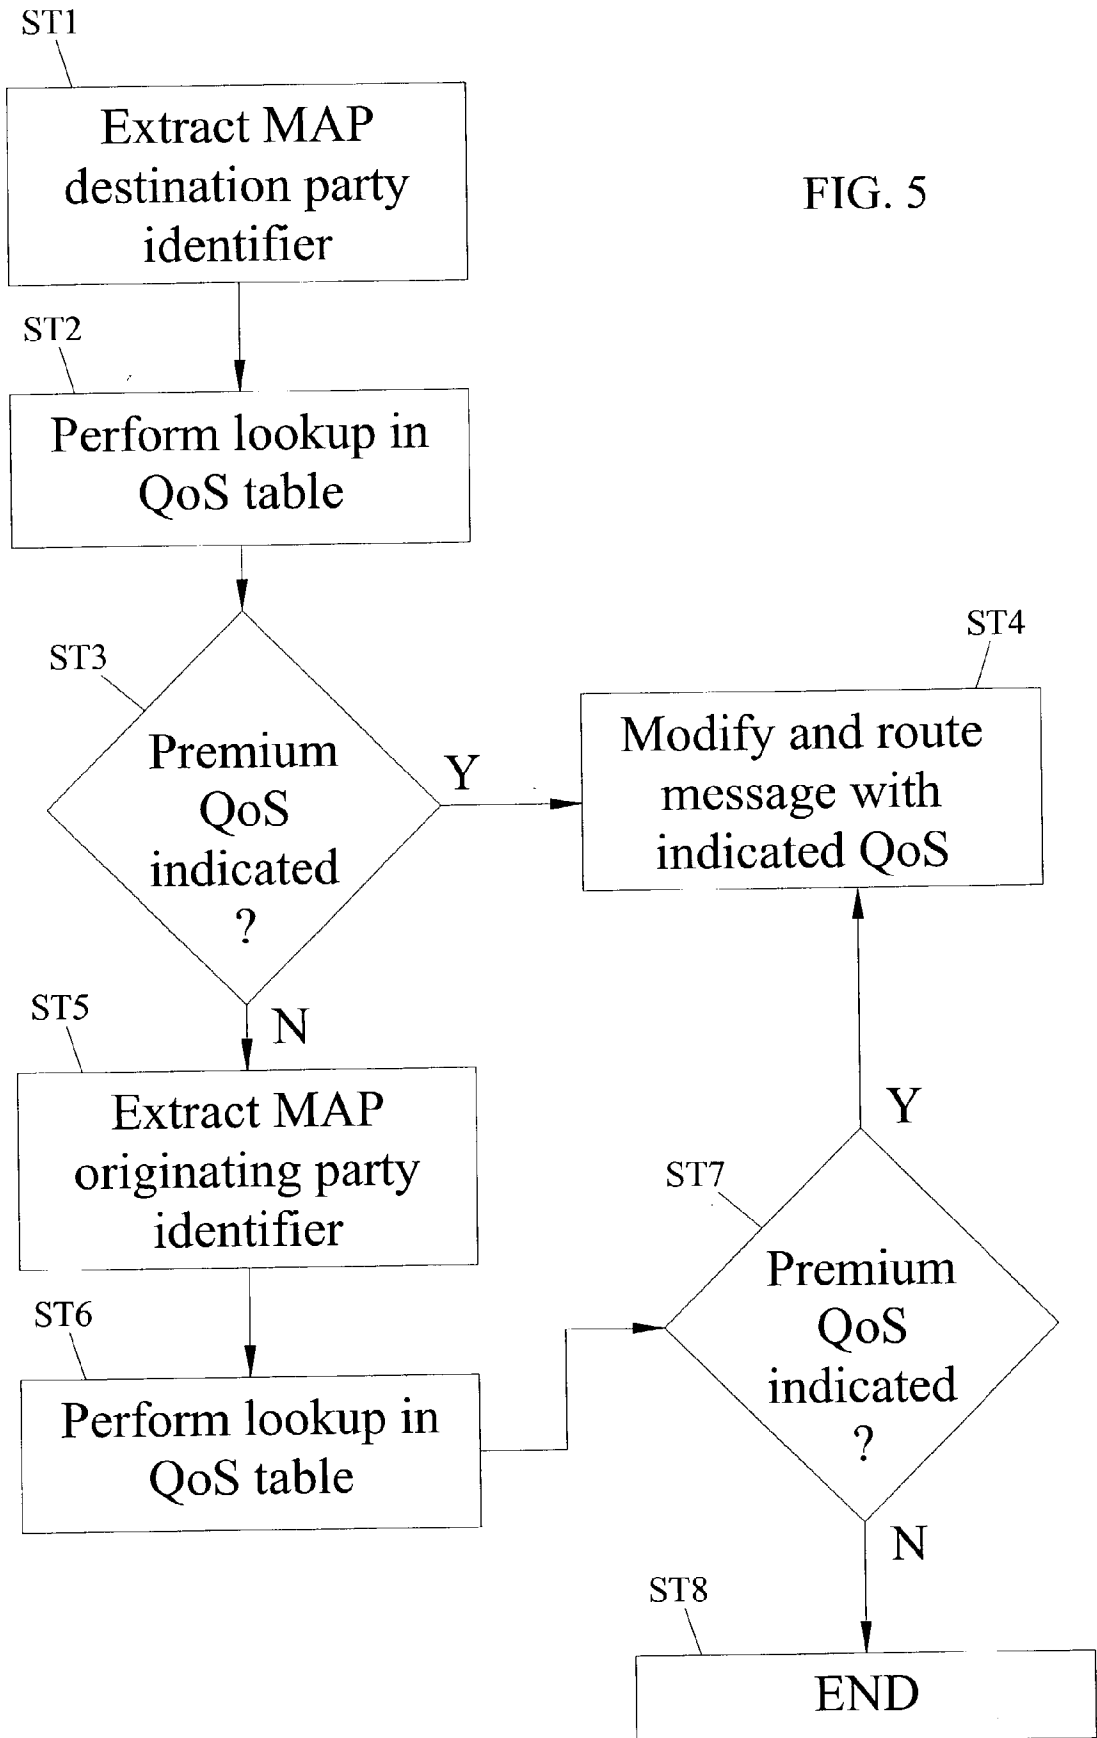 ST1
Extract MAP
destination party
identifier
FIG. 5
ST2
Perform lookup in
QoS table
ST3
Premium
QoS
indicated
?
Y
ST4
Modify and route
message with
indicated QoS
N
ST5
Extract MAP
originating party
identifier
ST6
Perform lookup in
QoS table
Y
ST7
Premium
QoS
indicated
?
N
ST8
END